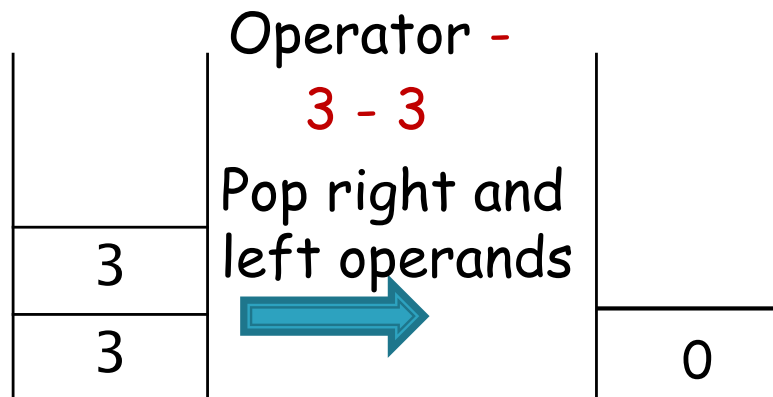 Operator -
3 - 3
Pop right and
left operands
3
3
0